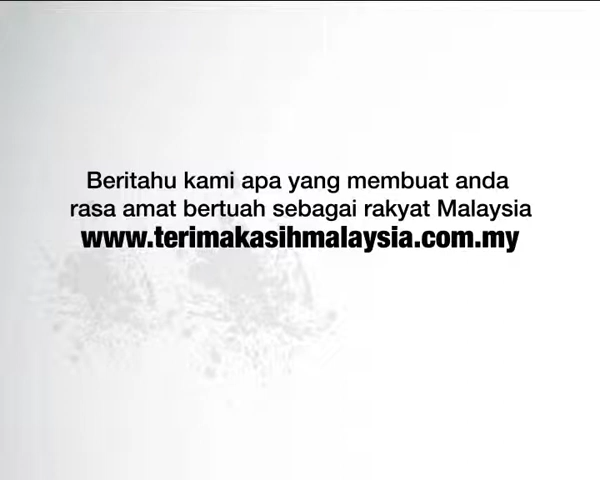 Beritahu kami apa yang membuat anda
rasa amat bertuah sebagai rakyat Malaysia
www.terimakasihmalaysia.com.my